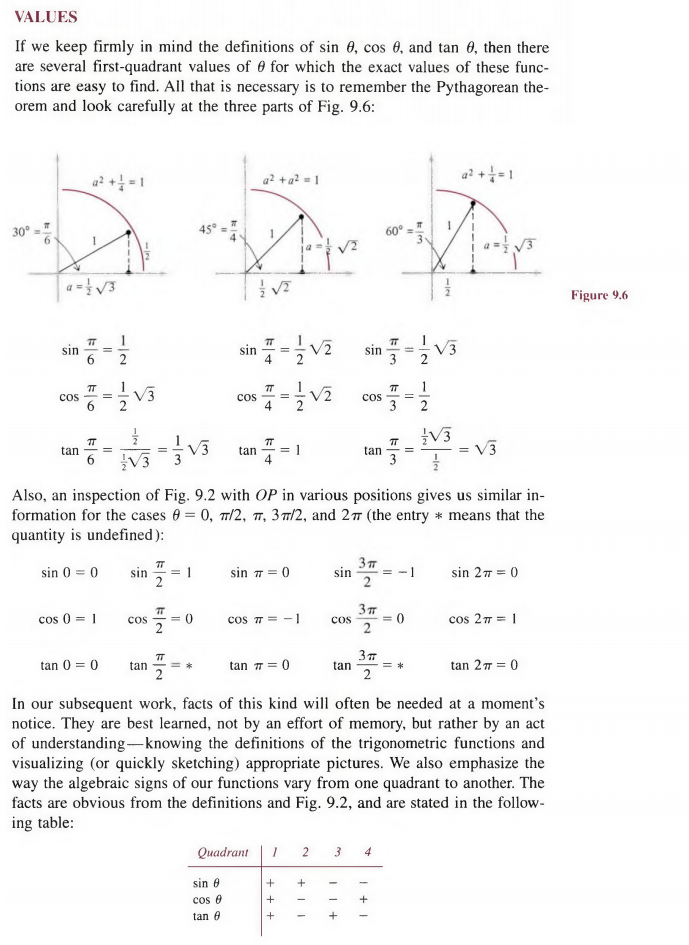 VALUES
If we keep firmly in mind the definitions of sin θ, cos θ, and tan θ, then there
are several first-quadrant values of θ for which the exact values of these func-
tions are easy to find. All that is necessary is to remember the Pythagorean the-
orem and look carefully at the three parts of Fig. 9.6:
a² + 1/4 = 1
30° = π/6
1
1/2
a = 1/2 √3
a² + a² = 1
45° = π/4
1
a = 1/2 √2
1/2 √2
a² + 1/4 = 1
60° = π/3
1
a = 1/2 √3
1/2
Figure 9.6
sin π/6 = 1/2   sin π/4 = 1/2 √2   sin π/3 = 1/2 √3
cos π/6 = 1/2 √3   cos π/4 = 1/2 √2   cos π/3 = 1/2
tan π/6 = (1/2)/(1/2 √3) = 1/3 √3   tan π/4 = 1   tan π/3 = (1/2 √3)/(1/2) = √3
Also, an inspection of Fig. 9.2 with OP in various positions gives us similar in-
formation for the cases θ = 0, π/2, π, 3π/2, and 2π (the entry * means that the
quantity is undefined):
sin 0 = 0   sin π/2 = 1   sin π = 0   sin 3π/2 = −1   sin 2π = 0
cos 0 = 1   cos π/2 = 0   cos π = −1   cos 3π/2 = 0   cos 2π = 1
tan 0 = 0   tan π/2 = *   tan π = 0   tan 3π/2 = *   tan 2π = 0
In our subsequent work, facts of this kind will often be needed at a moment's
notice. They are best learned, not by an effort of memory, but rather by an act
of understanding—knowing the definitions of the trigonometric functions and
visualizing (or quickly sketching) appropriate pictures. We also emphasize the
way the algebraic signs of our functions vary from one quadrant to another. The
facts are obvious from the definitions and Fig. 9.2, and are stated in the follow-
ing table:
Quadrant 1 2 3 4
sin θ + + − −
cos θ + − − +
tan θ + − + −